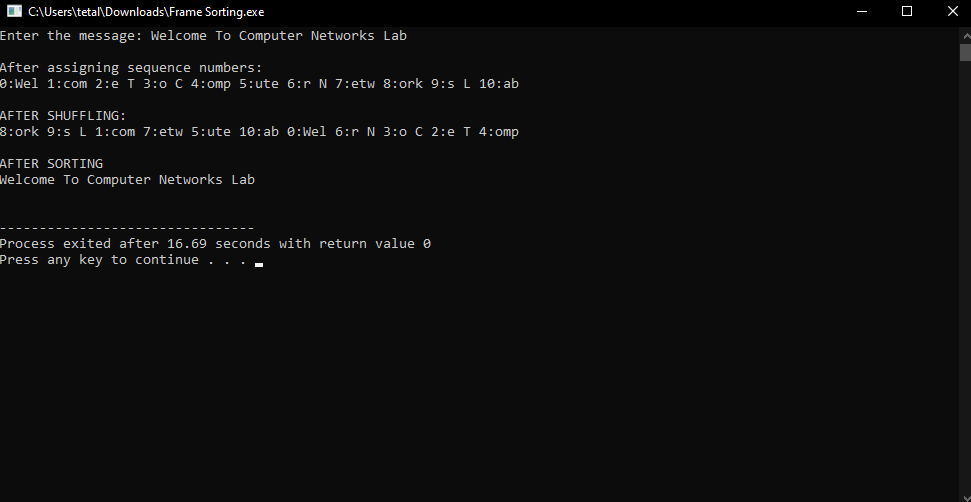 C:\Users\tetal\Downloads\Frame Sorting.exe
Enter the message: Welcome To Computer Networks Lab
After assigning sequence numbers:
0:Wel 1:com 2:e T 3:o C 4:omp 5:ute 6:r N 7:etw 8:ork 9:s L 10:ab
AFTER SHUFFLING:
8:ork 9:s L 1:com 7:etw 5:ute 10:ab 0:Wel 6:r N 3:o C 2:e T 4:omp
AFTER SORTING
Welcome To Computer Networks Lab
--------------------------------
Process exited after 16.69 seconds with return value 0
Press any key to continue . . .